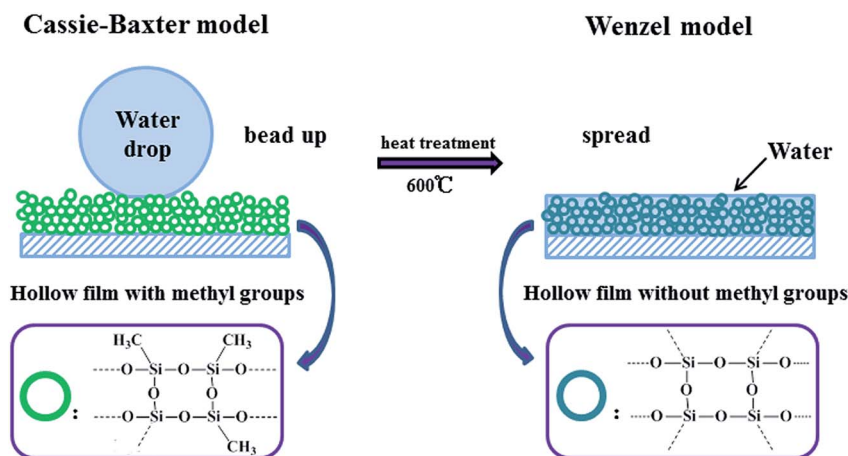 Cassie-Baxter model
Wenzel model
Water
drop
bead up
heat treatment
600℃
spread
Water
Hollow film with methyl groups
Hollow film without methyl groups
H₃C
CH₃
O Si O Si O
O O
: O Si O Si O
CH₃
O Si O Si O
O O
: O Si O Si O